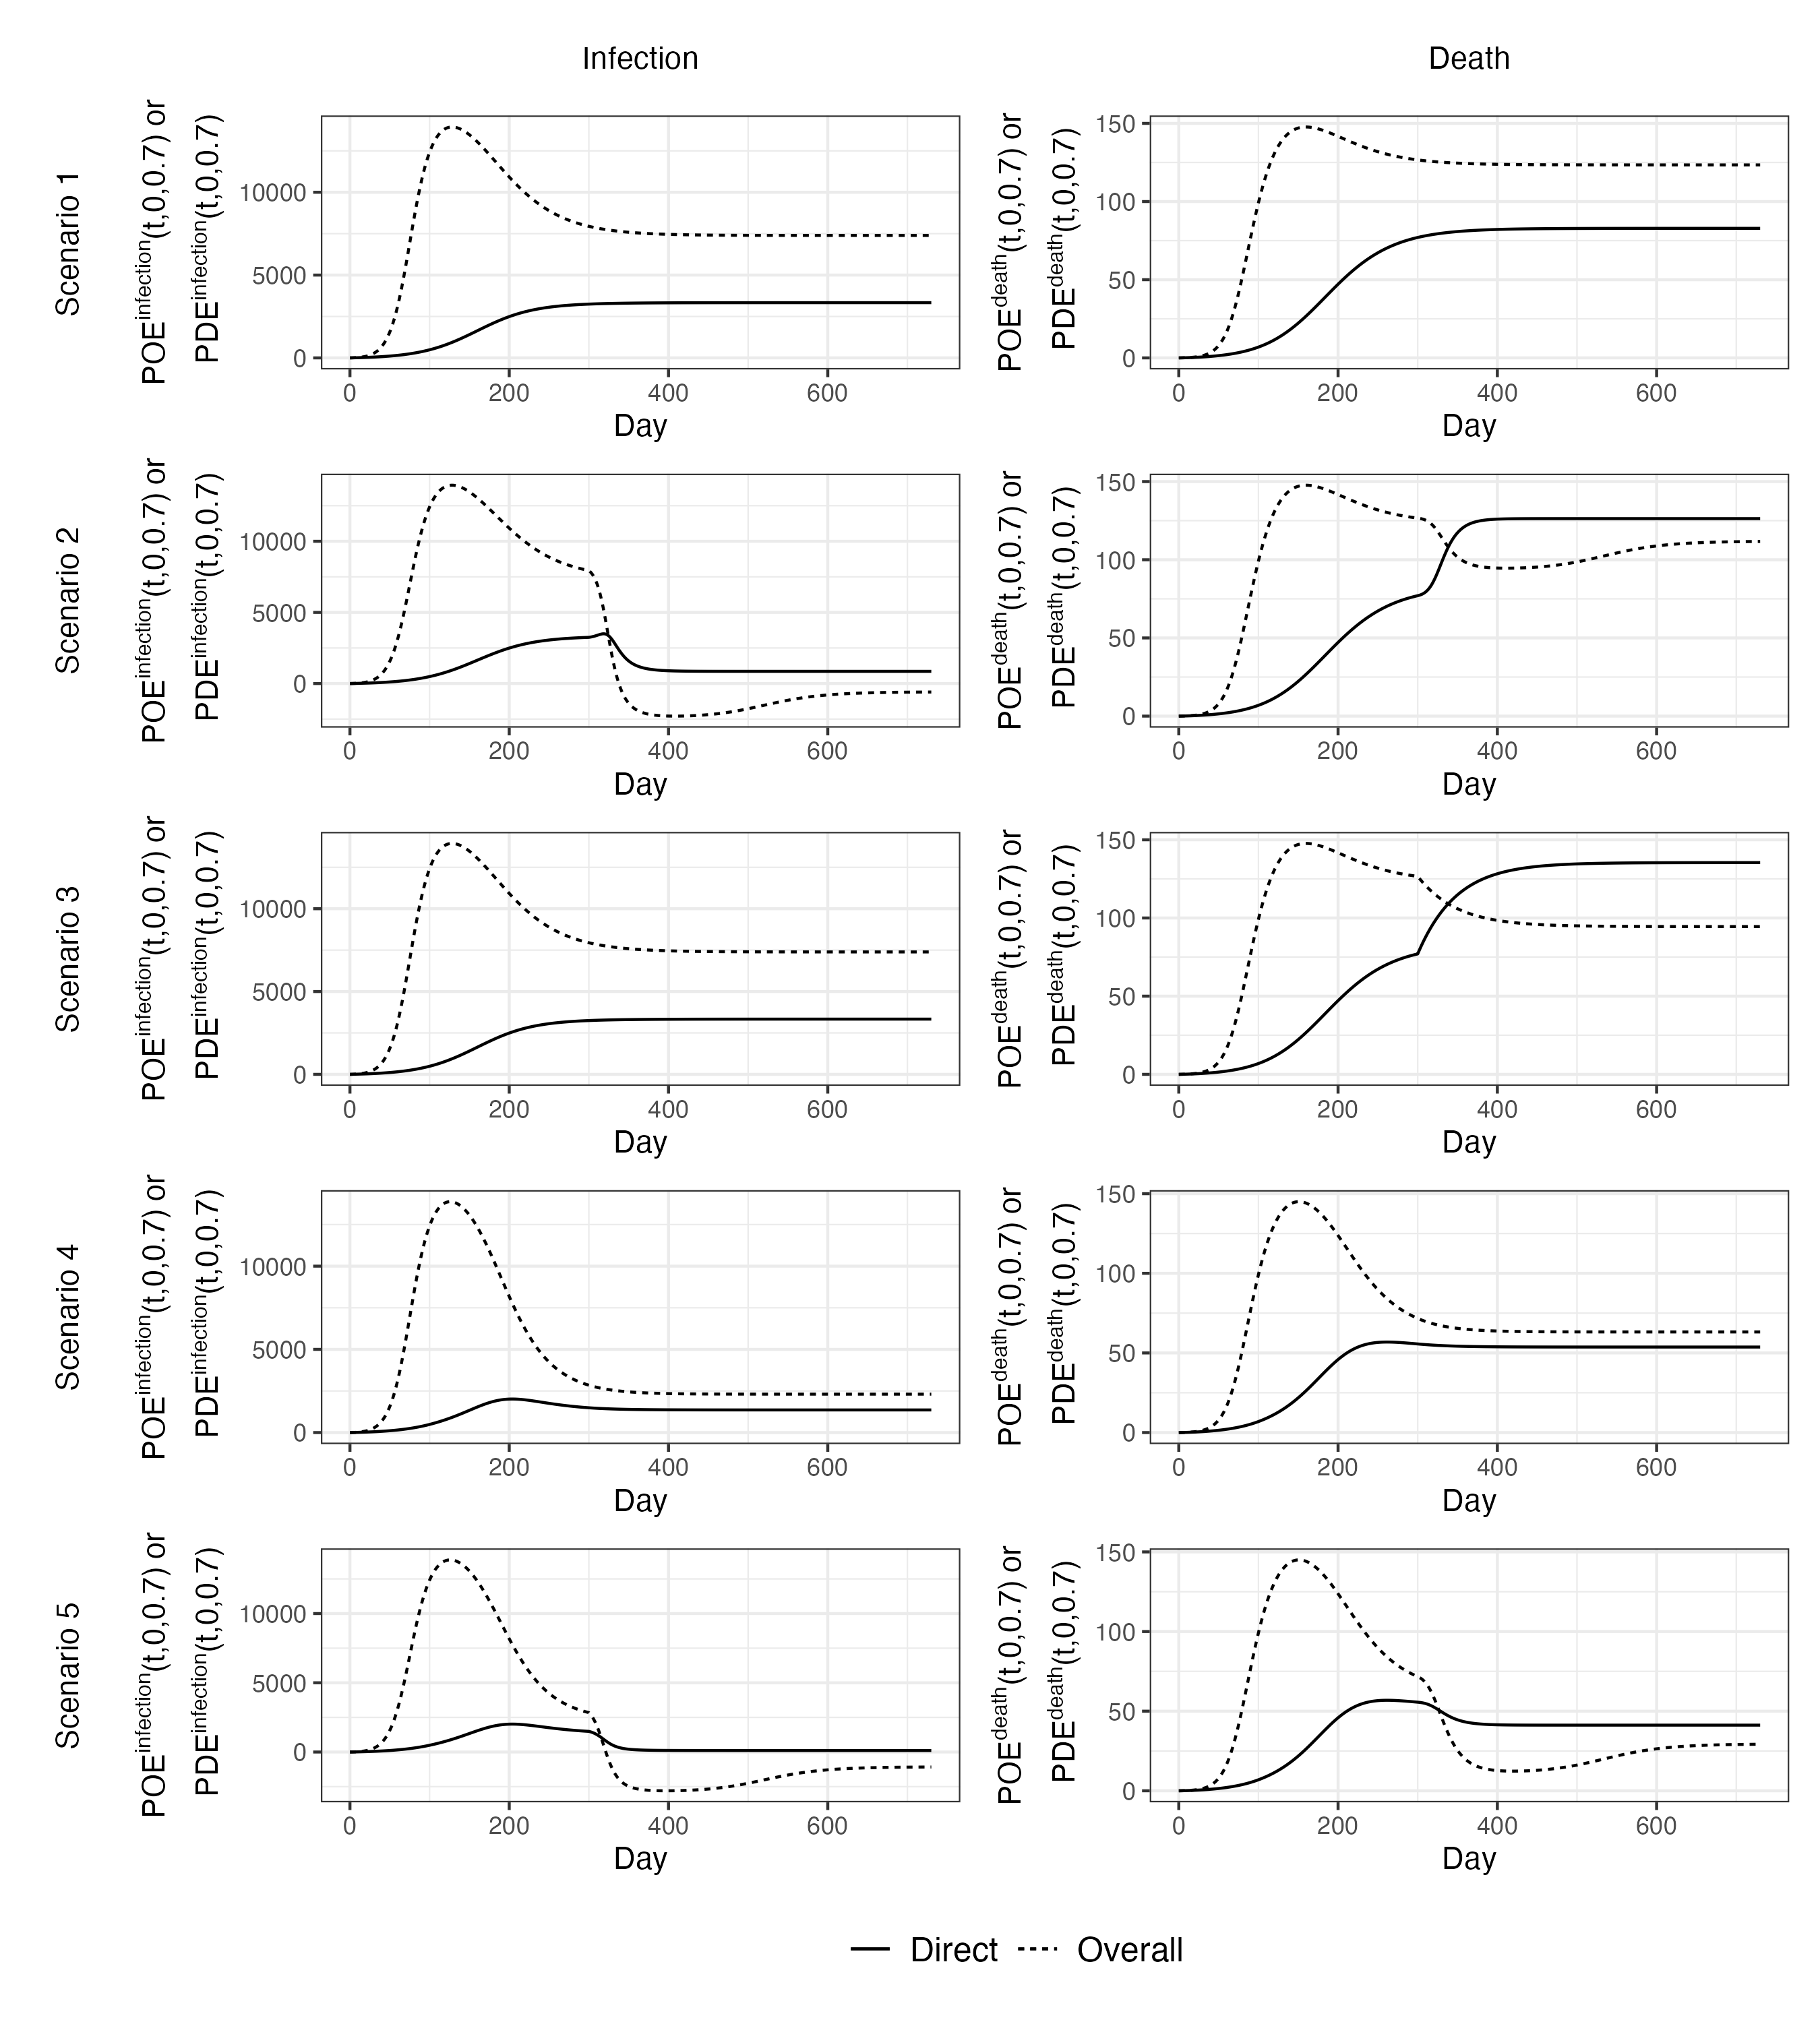 Infection Death
Scenario 1
POE^infection(t,0,0.7) or
PDE^infection(t,0,0.7)
10000
5000
0
0 200 400 600
Day
POE^death(t,0,0.7) or
PDE^death(t,0,0.7)
150
100
50
0
0 200 400 600
Day
Scenario 2
POE^infection(t,0,0.7) or
PDE^infection(t,0,0.7)
10000
5000
0
0 200 400 600
Day
POE^death(t,0,0.7) or
PDE^death(t,0,0.7)
150
100
50
0
0 200 400 600
Day
Scenario 3
POE^infection(t,0,0.7) or
PDE^infection(t,0,0.7)
10000
5000
0
0 200 400 600
Day
POE^death(t,0,0.7) or
PDE^death(t,0,0.7)
150
100
50
0
0 200 400 600
Day
Scenario 4
POE^infection(t,0,0.7) or
PDE^infection(t,0,0.7)
10000
5000
0
0 200 400 600
Day
POE^death(t,0,0.7) or
PDE^death(t,0,0.7)
150
100
50
0
0 200 400 600
Day
Scenario 5
POE^infection(t,0,0.7) or
PDE^infection(t,0,0.7)
10000
5000
0
0 200 400 600
Day
POE^death(t,0,0.7) or
PDE^death(t,0,0.7)
150
100
50
0
0 200 400 600
Day
Direct Overall